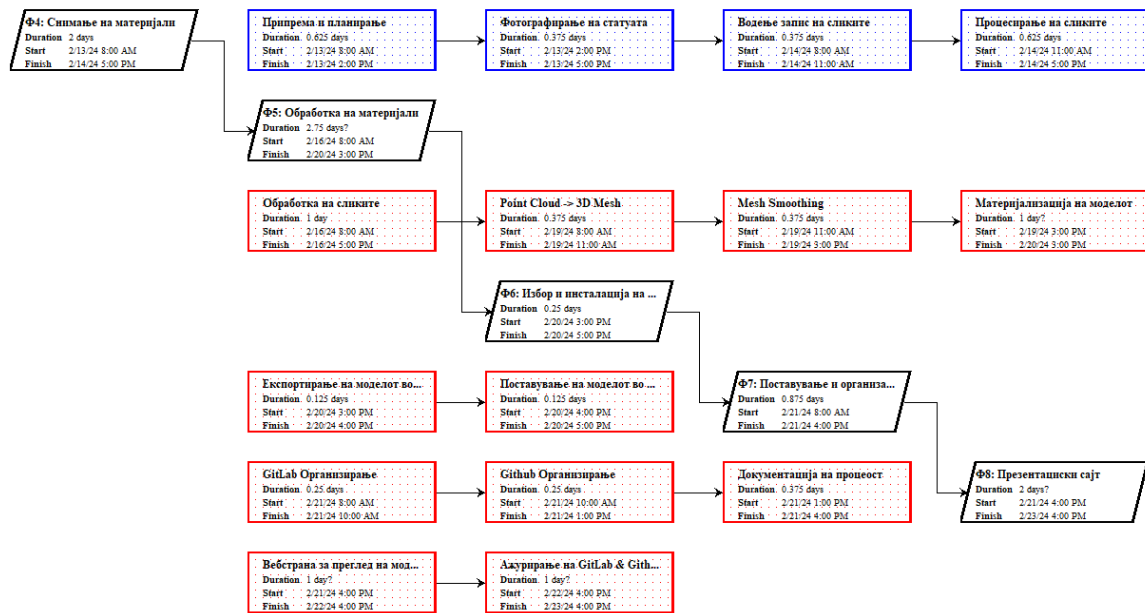 Ф4: Снимање на материјали
Duration 2 days
Start 2/13/24 8:00 AM
Finish 2/14/24 5:00 PM
Припрема и планирање
Duration 0.625 days
Start 2/13/24 8:00 AM
Finish 2/13/24 2:00 PM
Фотографирање на статуата
Duration 0.375 days
Start 2/13/24 2:00 PM
Finish 2/13/24 5:00 PM
Водење запис на сликите
Duration 0.375 days
Start 2/14/24 8:00 AM
Finish 2/14/24 11:00 AM
Процесирање на сликите
Duration 0.625 days
Start 2/14/24 11:00 AM
Finish 2/14/24 5:00 PM
Ф5: Обработка на материјали
Duration 2.75 days?
Start 2/16/24 8:00 AM
Finish 2/20/24 3:00 PM
Обработка на сликите
Duration 1 day
Start 2/16/24 8:00 AM
Finish 2/16/24 5:00 PM
Point Cloud -> 3D Mesh
Duration 0.375 days
Start 2/19/24 8:00 AM
Finish 2/19/24 11:00 AM
Mesh Smoothing
Duration 0.375 days
Start 2/19/24 11:00 AM
Finish 2/19/24 3:00 PM
Материјализација на моделот
Duration 1 day?
Start 2/19/24 3:00 PM
Finish 2/20/24 3:00 PM
Ф6: Избор и инсталација на ...
Duration 0.25 days
Start 2/20/24 3:00 PM
Finish 2/20/24 5:00 PM
Експортирање на моделот во...
Duration 0.125 days
Start 2/20/24 3:00 PM
Finish 2/20/24 4:00 PM
Поставување на моделот во ...
Duration 0.125 days
Start 2/20/24 4:00 PM
Finish 2/20/24 5:00 PM
Ф7: Поставување и организа...
Duration 0.875 days
Start 2/21/24 8:00 AM
Finish 2/21/24 4:00 PM
GitLab Организирање
Duration 0.25 days
Start 2/21/24 8:00 AM
Finish 2/21/24 10:00 AM
Github Организирање
Duration 0.25 days
Start 2/21/24 10:00 AM
Finish 2/21/24 1:00 PM
Документација на процеост
Duration 0.375 days
Start 2/21/24 1:00 PM
Finish 2/21/24 4:00 PM
Ф8: Презентациски сајт
Duration 2 days?
Start 2/21/24 4:00 PM
Finish 2/23/24 4:00 PM
Вебстрана за преглед на мод...
Duration 1 day?
Start 2/21/24 4:00 PM
Finish 2/22/24 4:00 PM
Ажурирање на GitLab & Gith...
Duration 1 day?
Start 2/22/24 4:00 PM
Finish 2/23/24 4:00 PM